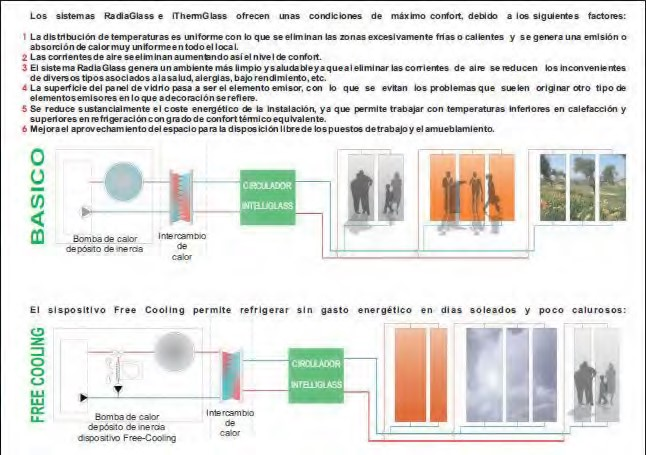 Los sistemas RadiaGlass e IThermGlass ofrecen unas condiciones de máximo confort, debido a los siguientes factores:
1 La distribución de temperaturas es uniforme con lo que se eliminan las zonas excesivamente frias o calientes y se genera una emisión o
absorción de calor muy uniforme en todo el local.
2 Las corrientes de aire se eliminan aumentando así el nivel de confort.
3 El sistema RadiaGlass genera un ambiente más limpio y saludable y a que al eliminar las corrientes de aire se reducen los inconvenientes
de diversos tipos asociados a la salud, alergias, bajo rendimiento, etc.
4 La superficie del panel de vidrio pasa a ser el elemento emisor, con lo que se evitan los problemas que suelen originar otro tipo de
elementos emisores en lo que a decoración se refiere.
5 Se reduce sustancialmente el coste energético de la instalación, ya que permite trabajar con temperaturas inferiores en calefacción y
superiores en refrigeración con grado de confort térmico equivalente.
6 Mejora el aprovechamiento del espacio para la disposición libre de los puestos de trabajo y el amueblamiento.
BASICO
CIRCULADOR
INTELLIGLASS
Bomba de calor
depósito de inercia
Intercambio
de
calor
El sispositivo Free Cooling permite refrigerar sin gasto energético en dias soleados y poco calurosos:
FREE COOLING
CIRCULADOR
INTELLIGLASS
Bomba de calor
depósito de inercia
dispositivo Free-Cooling
Intercambio
de
calor